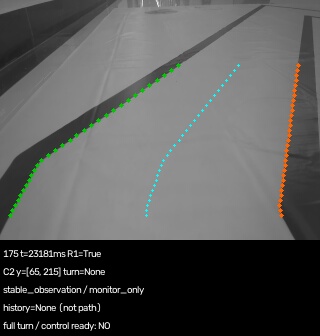 175 t=23181ms R1=True
C2 y=[65, 215] turn=None
stable_observation / monitor_only
history=None (not path)
full turn / control ready: NO